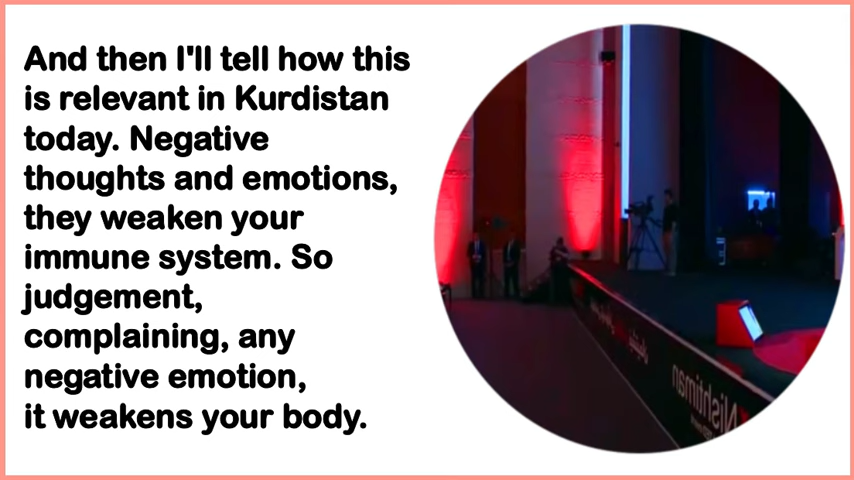 And then I'll tell how this
is relevant in Kurdistan
today. Negative
thoughts and emotions,
they weaken your
immune system. So
judgement,
complaining, any
negative emotion,
it weakens your body.
Nishtiman